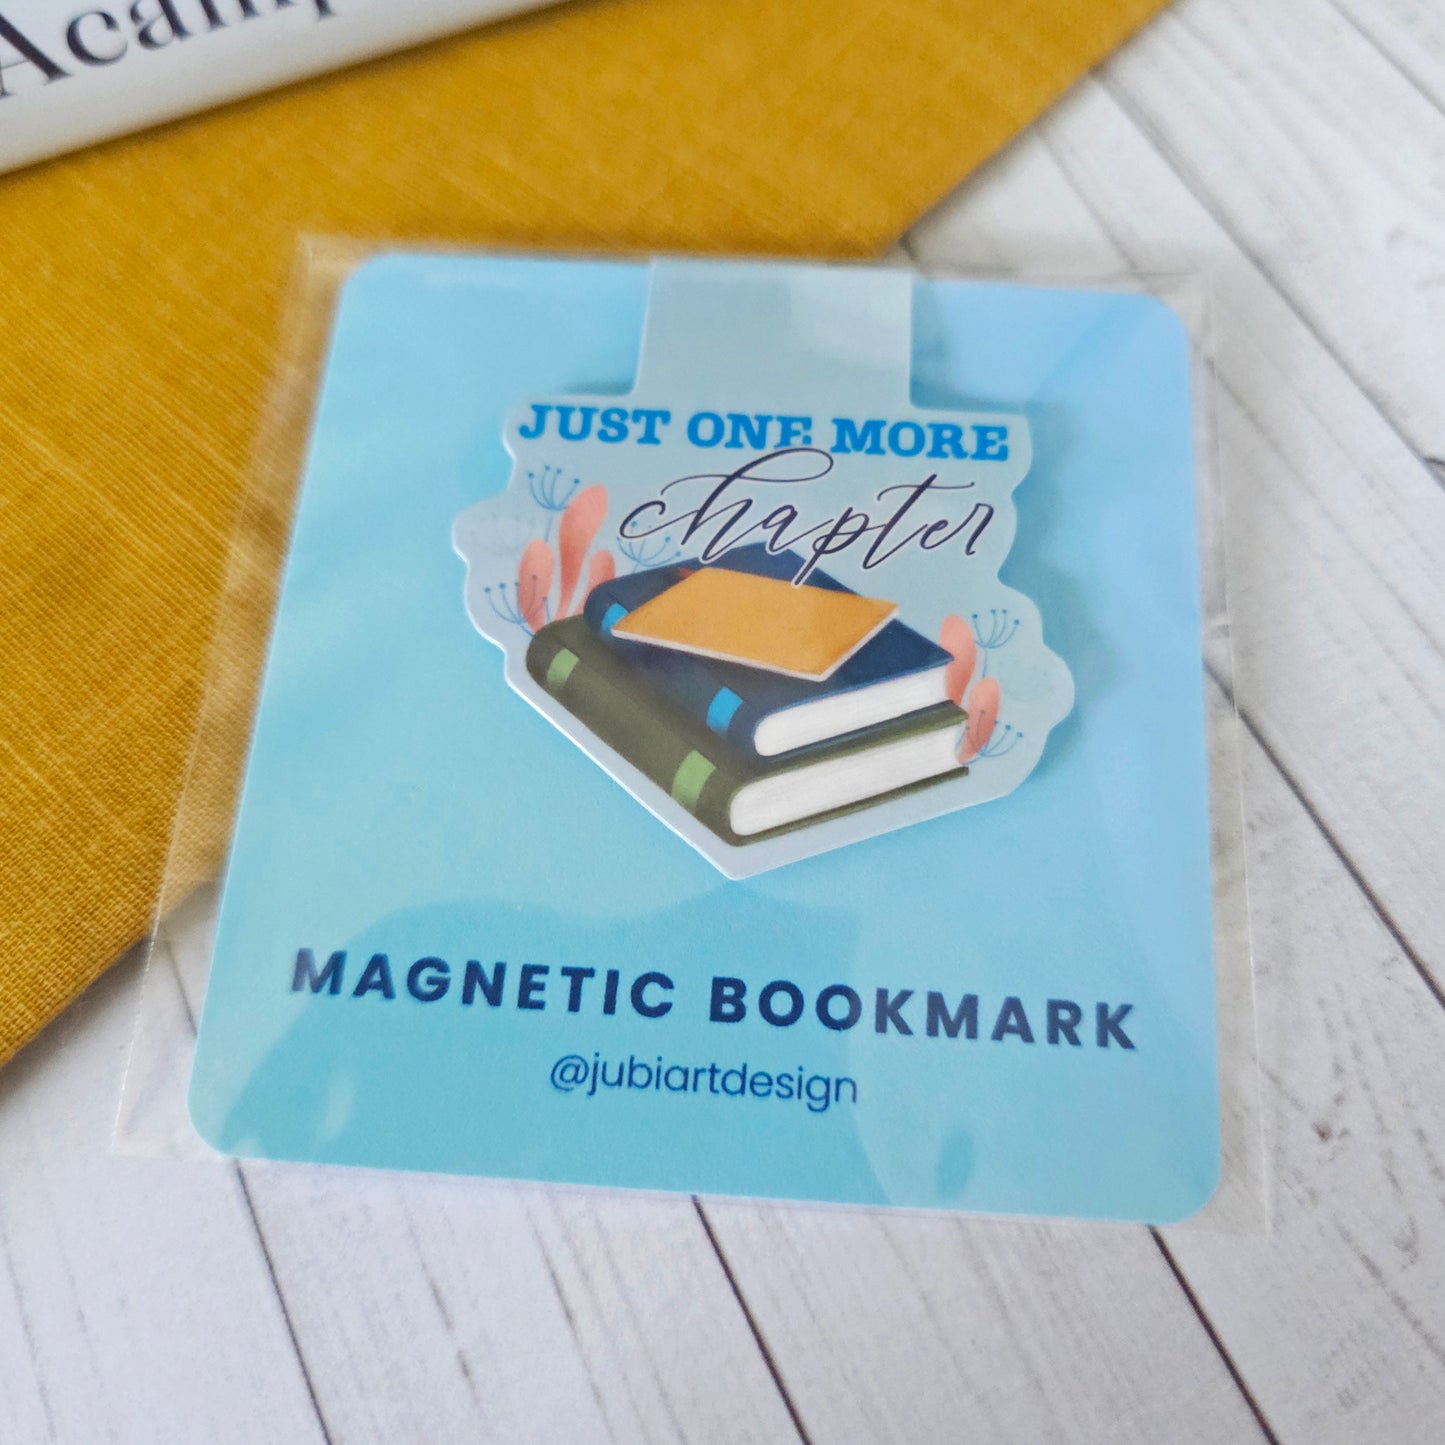 JUST ONE MORE
chapter
MAGNETIC BOOKMARK
@jubiartdesign